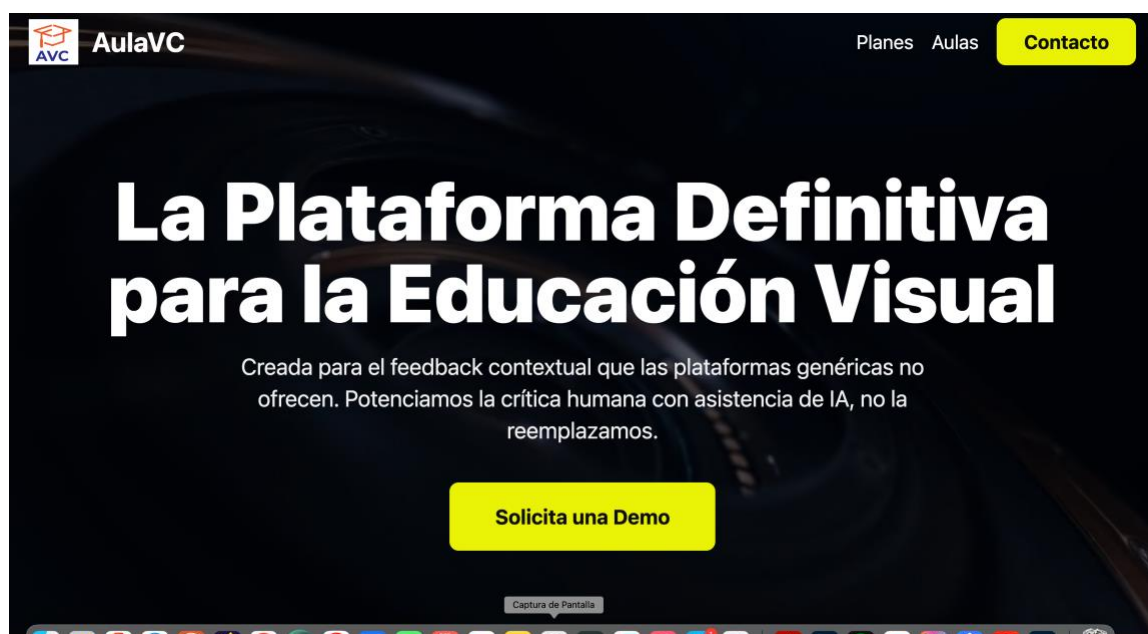 AVC
AulaVC
Planes
Aulas
Contacto
La Plataforma Definitiva
para la Educación Visual
Creada para el feedback contextual que las plataformas genéricas no
ofrecen. Potenciamos la crítica humana con asistencia de IA, no la
reemplazamos.
Solicita una Demo
Captura de Pantalla